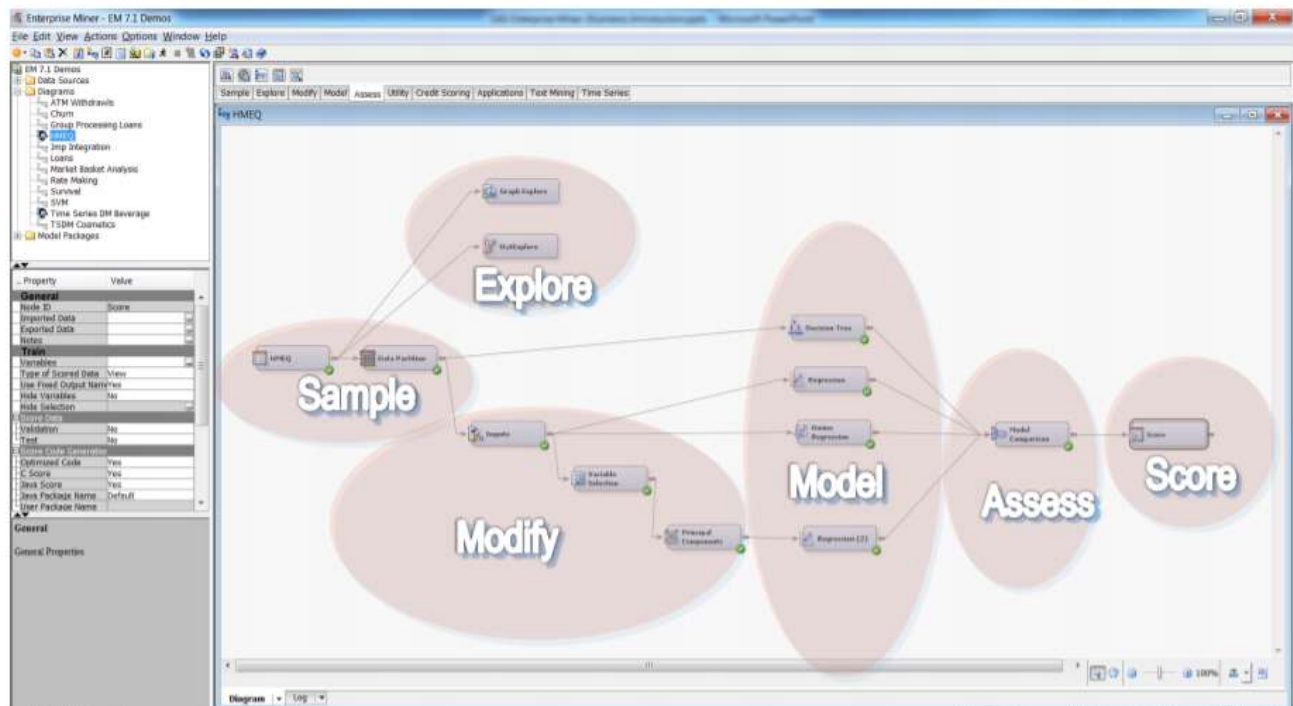 Enterprise Miner - EM 7.1 Demos
File Edit View Actions Options Window Help
EM 7.1 Demos
Data Sources
Diagrams
ATM Withdrawls
Churn
Group Processing Loans
HMEQ
Imp Integration
Loans
Market Basket Analysis
Rate Making
Survival
SVM
Time Series DM Beverage
TSDM Cosmetics
Model Packages
Property Value
General
Node ID Score
Imported Data
Exported Data
Notes
Train
Variables
Type of Scored Data View
Use Fixed Output Name Yes
Hide Variables No
Hide Selection
Score Data
Validation No
Test No
Score Code Generation
Optimized Code Yes
C Score Yes
Java Score Yes
Java Package Name Default
User Package Name
General
General Properties
Sample Explore Modify Model Assess Utility Credit Scoring Applications Text Mining Time Series
HMEQ
Graph Explore
StatExplore
Explore
HMEQ
Data Partition
Sample
Impute
Variable Selection
Principal Components
Modify
Decision Tree
Regression
Dmine Regression
Model
Regression (2)
Model Comparison
Assess
Score
Score
100%
Diagram Log